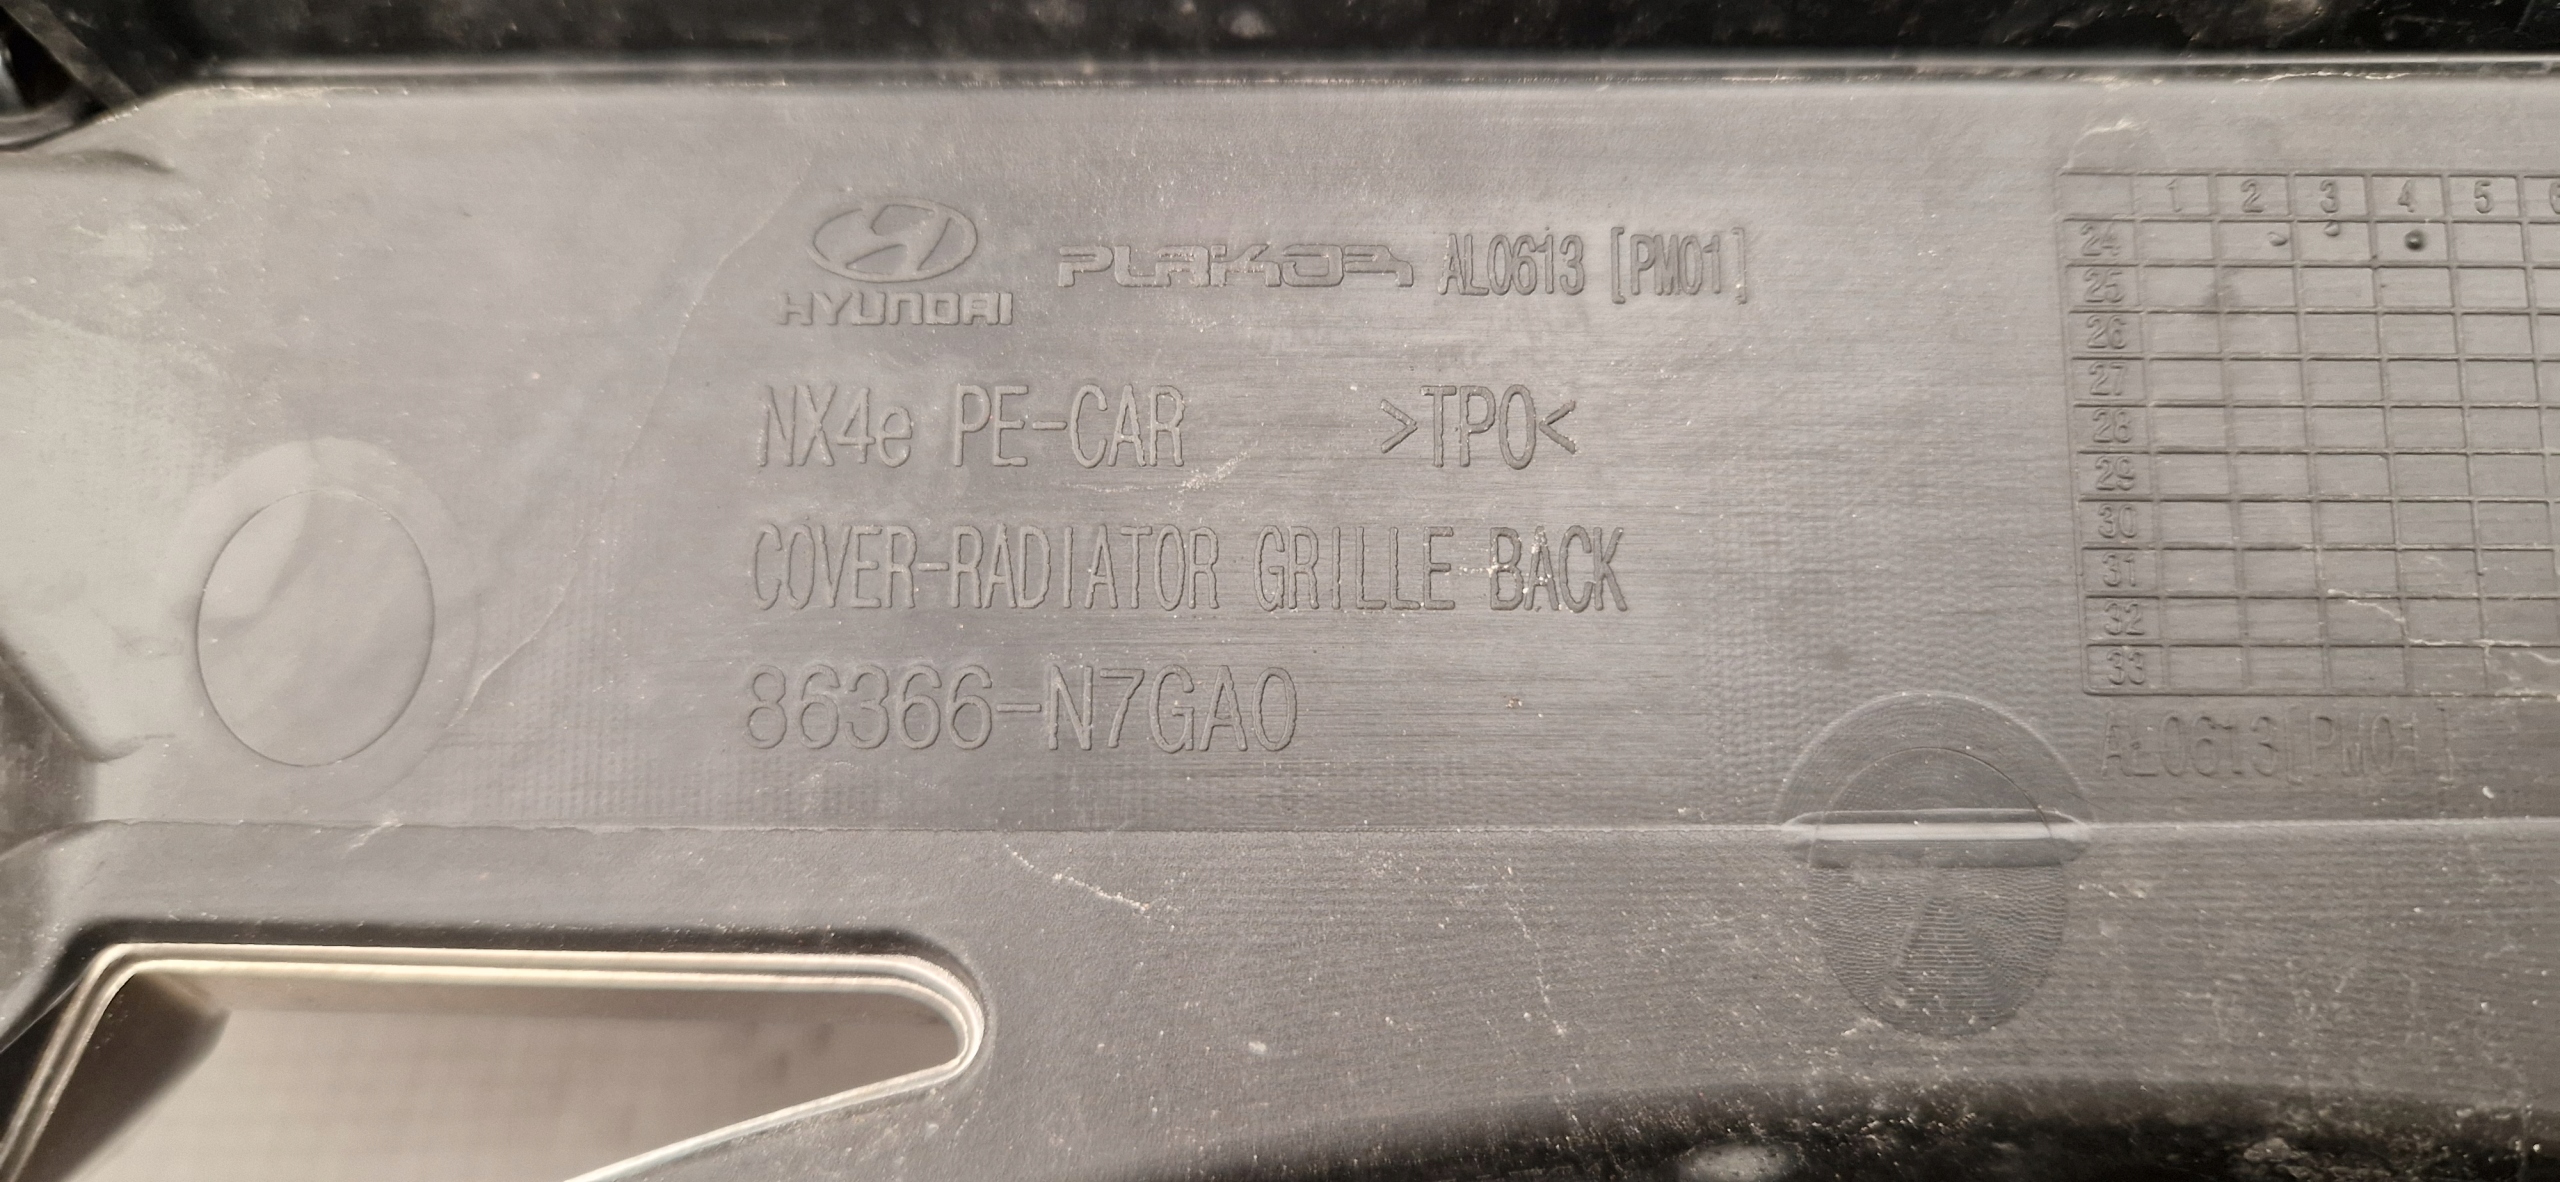 HYUNDAI
PLAKOR AL0613 [PM01]
NX4e PE-CAR >TPO<
COVER-RADIATOR GRILLE BACK
86366-N7GA0
1 2 3 4 5 6
24
25
26
27
28
29
30
31
32
33
AL0613[PM01]